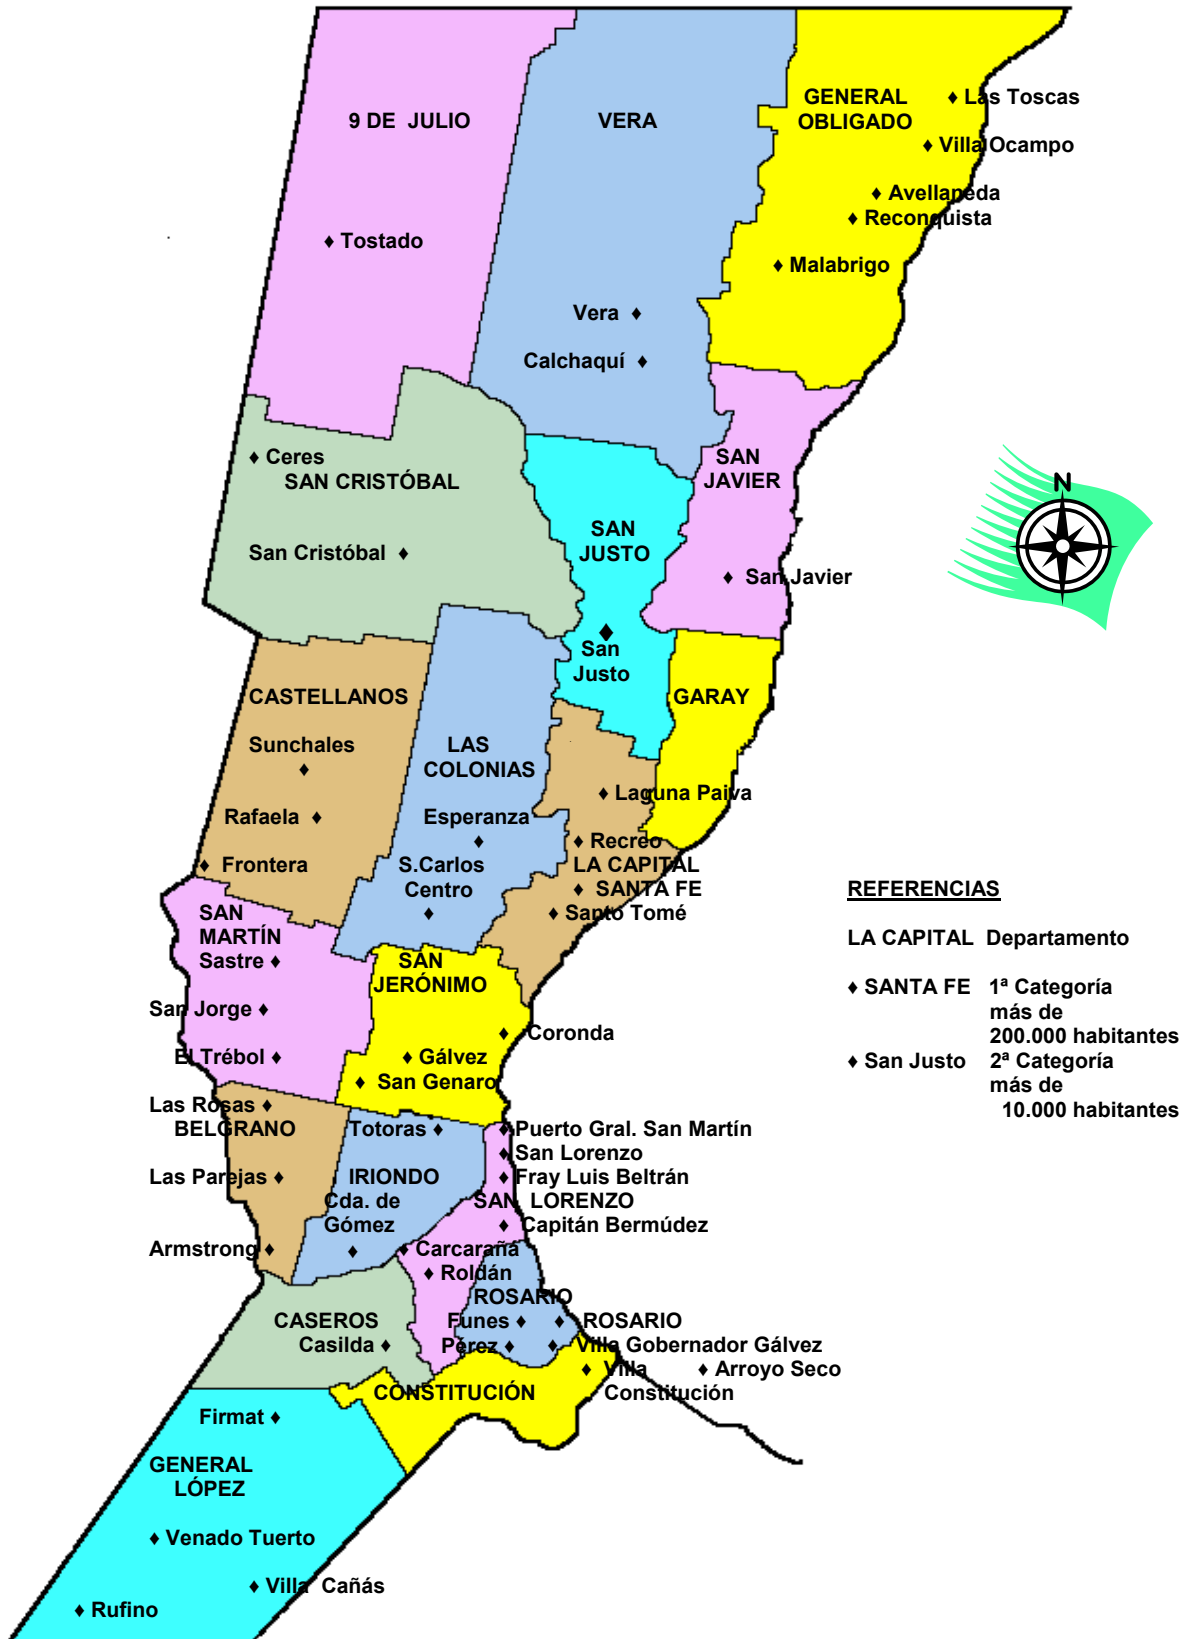 9 DE JULIO
VERA
GENERAL
OBLIGADO
Las Toscas
Villa Ocampo
Avellaneda
Reconquista
Tostado
Malabrigo
Vera
Calchaquí
Ceres
SAN CRISTÓBAL
SAN
JAVIER
N
SAN
JUSTO
San Cristóbal
San Javier
San
Justo
CASTELLANOS
GARAY
Sunchales
LAS
COLONIAS
Laguna Paiva
Rafaela
Esperanza
Recreo
Frontera
S.Carlos
Centro
LA CAPITAL
SANTA FE
Santo Tomé
SAN
MARTÍN
Sastre
SAN
JERÓNIMO
San Jorge
Coronda
El Trébol
Gálvez
San Genaro
REFERENCIAS
LA CAPITAL Departamento
SANTA FE 1ª Categoría
más de
200.000 habitantes
San Justo 2ª Categoría
más de
10.000 habitantes
Las Rosas
BELGRANO
Totoras
Puerto Gral. San Martín
San Lorenzo
Las Parejas
IRIONDO
Fray Luis Beltrán
Cda. de
Gómez
SAN LORENZO
Capitán Bermúdez
Armstrong
Carcarañá
Roldán
ROSARIO
CASEROS
Casilda
Funes
ROSARIO
Pérez
Villa Gobernador Gálvez
Villa
Constitución
Arroyo Seco
CONSTITUCIÓN
Firmat
GENERAL
LÓPEZ
Venado Tuerto
Villa Cañás
Rufino